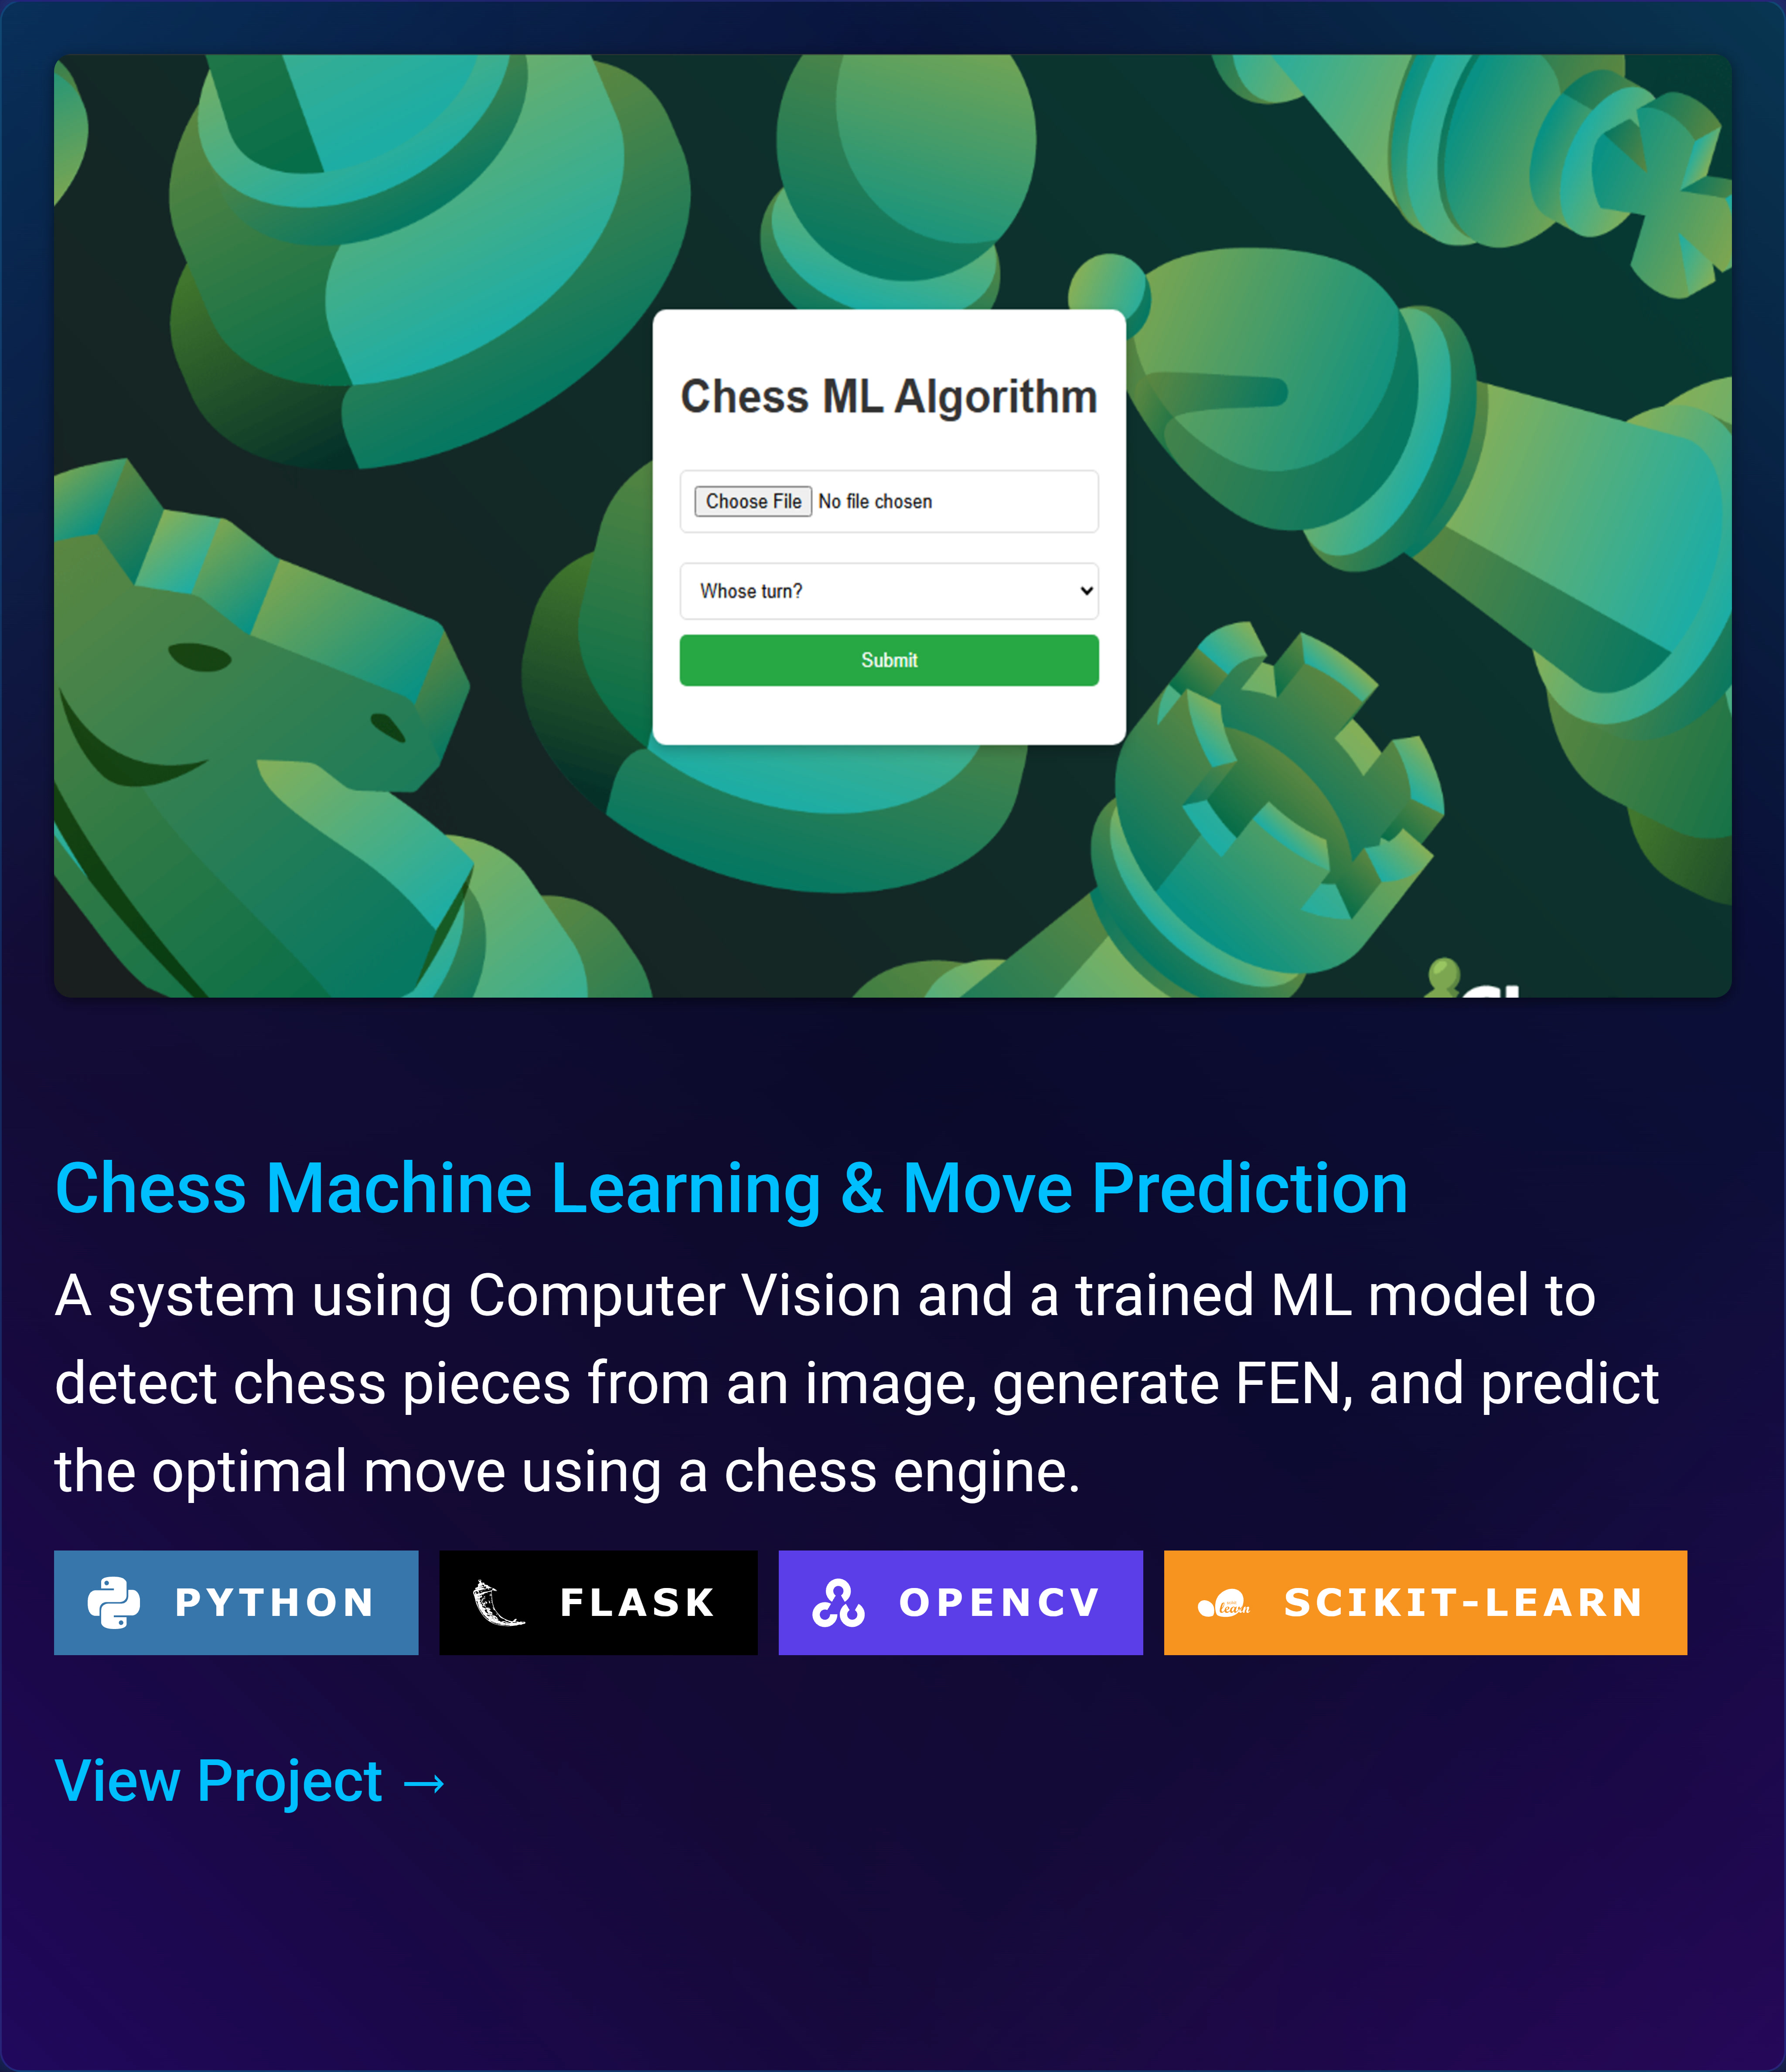 Chess ML Algorithm
Choose File No file chosen
Whose turn?
Submit
Chess Machine Learning & Move Prediction
A system using Computer Vision and a trained ML model to
detect chess pieces from an image, generate FEN, and predict
the optimal move using a chess engine.
PYTHON FLASK OPENCV learn SCIKIT-LEARN
View Project →